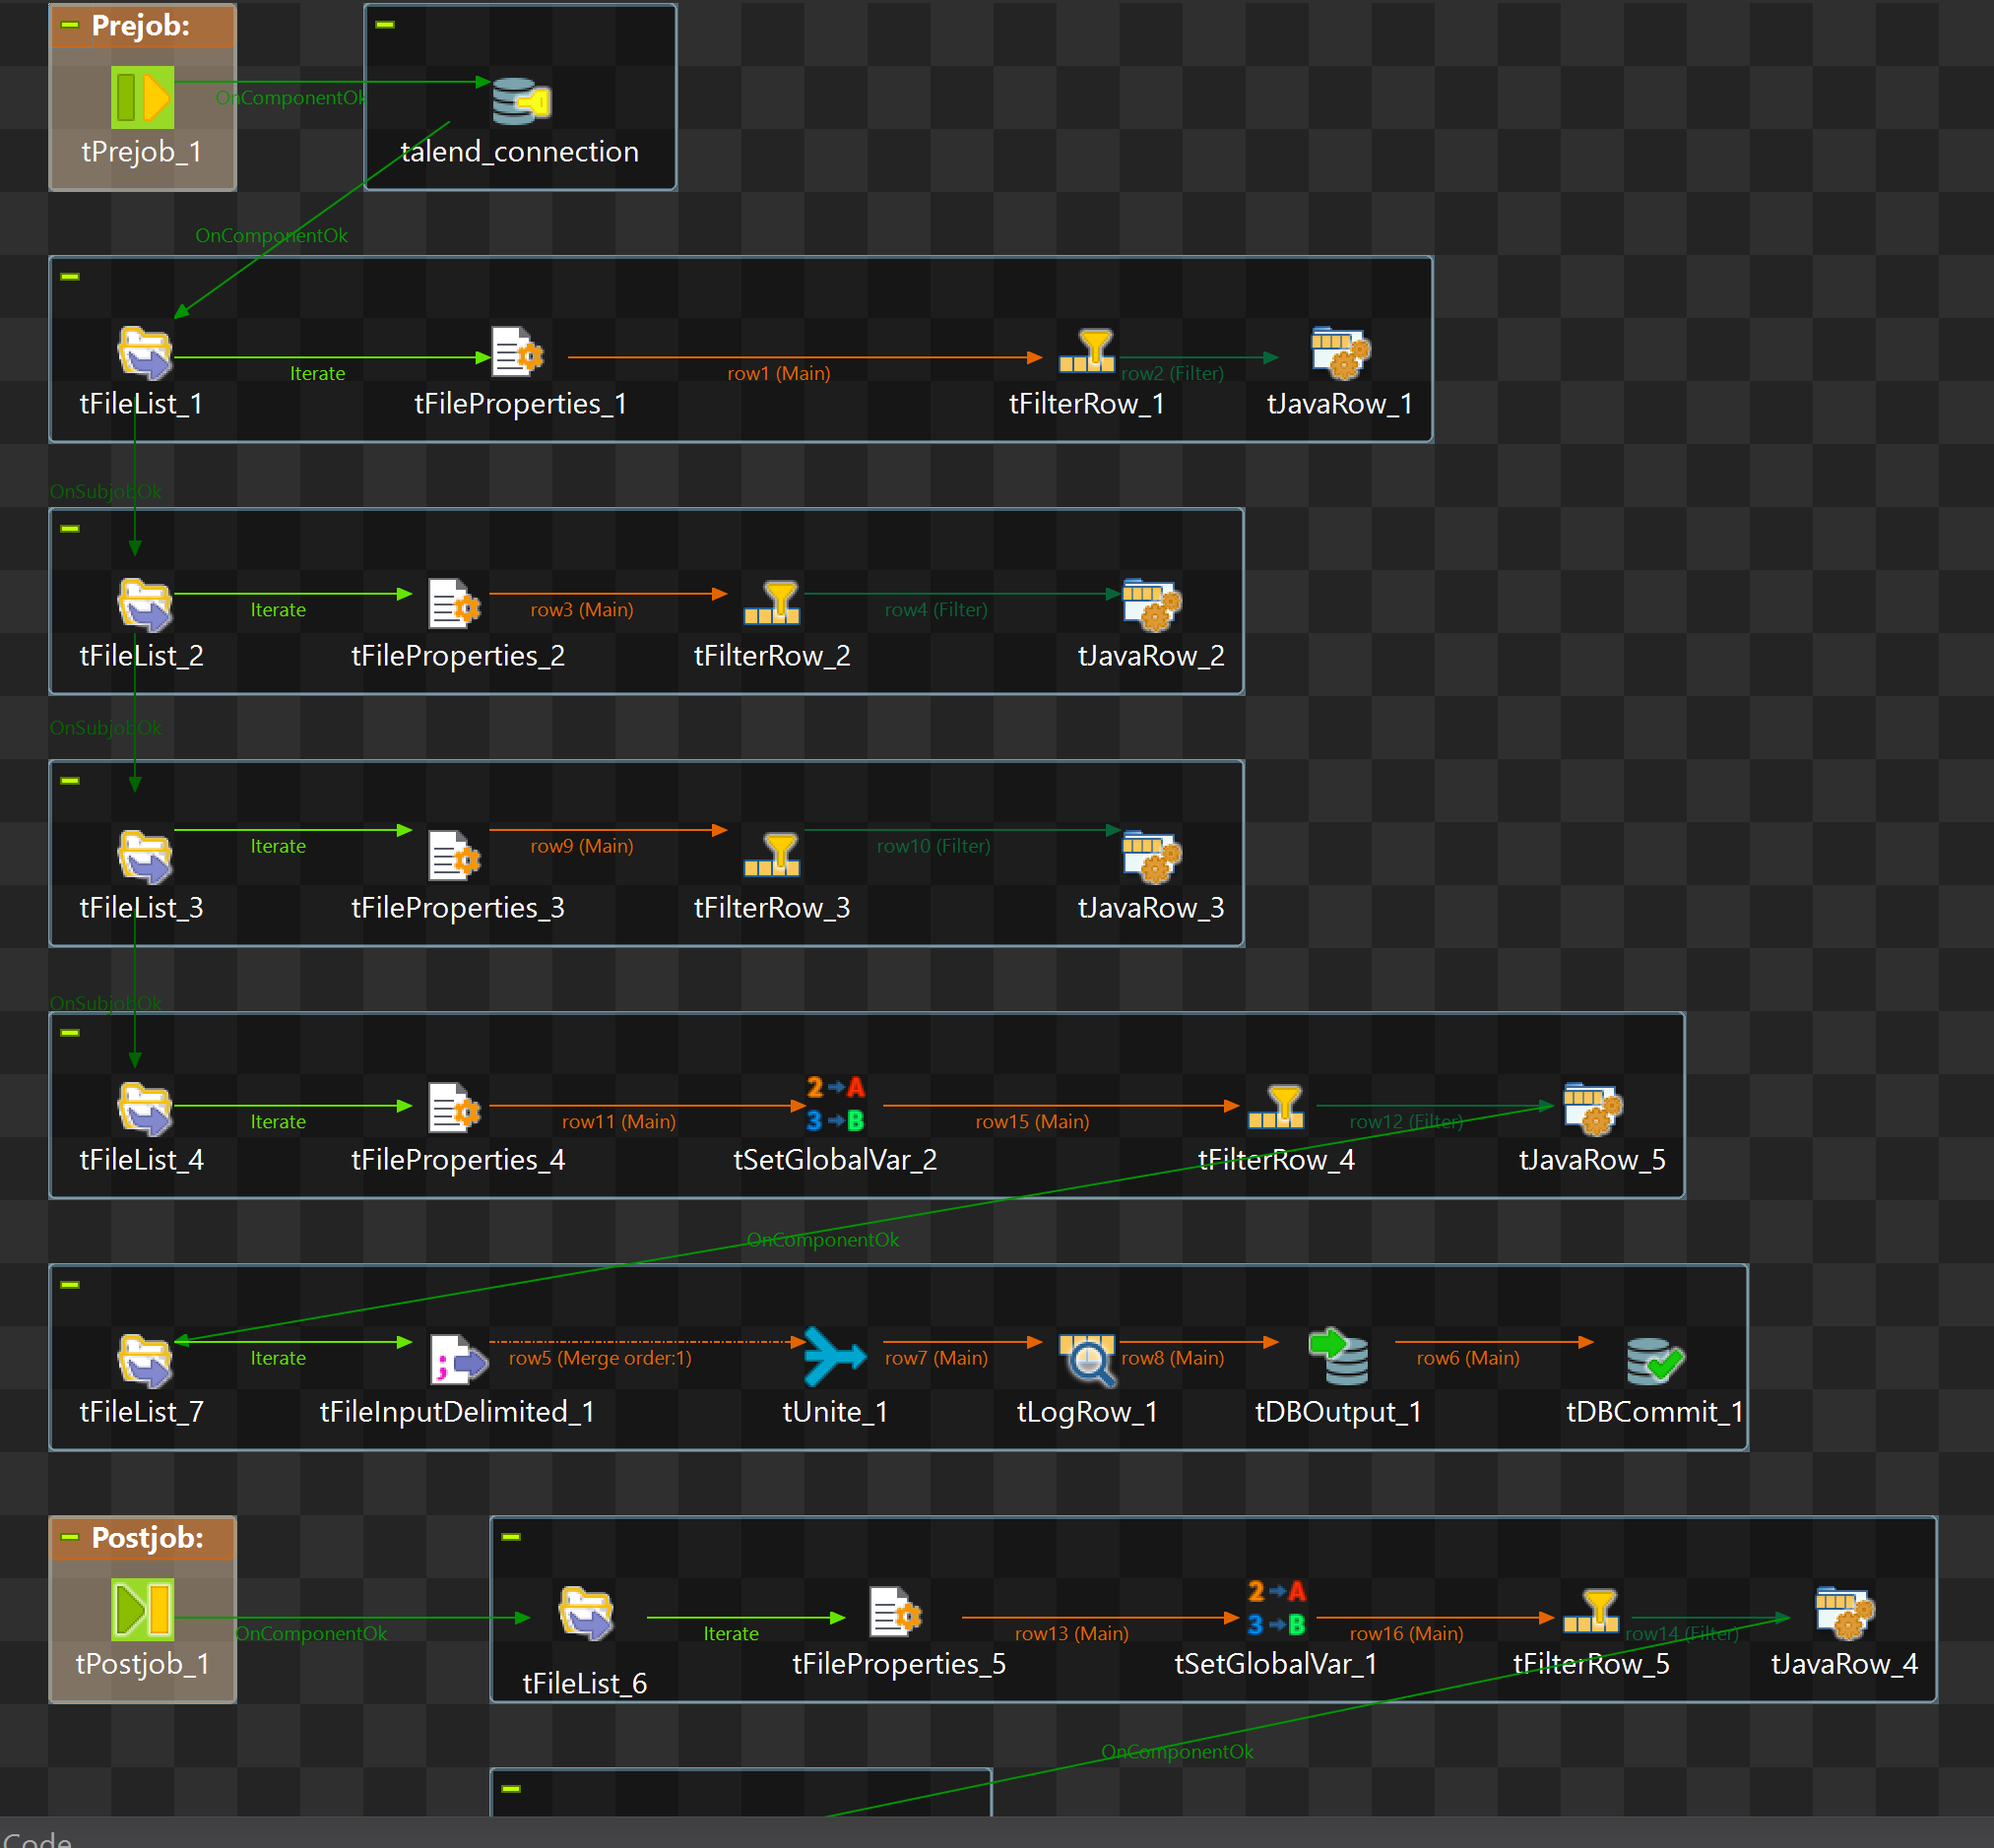 Prejob:
OnComponentOk
tPrejob_1
talend_connection
OnComponentOk
Iterate
row1 (Main)
row2 (Filter)
tFileList_1
tFileProperties_1
tFilterRow_1
tJavaRow_1
OnSubjobOk
Iterate
row3 (Main)
row4 (Filter)
tFileList_2
tFileProperties_2
tFilterRow_2
tJavaRow_2
OnSubjobOk
Iterate
row9 (Main)
row10 (Filter)
tFileList_3
tFileProperties_3
tFilterRow_3
tJavaRow_3
OnSubjobOk
2 A
3 B
Iterate
row11 (Main)
row15 (Main)
row12 (Filter)
tFileList_4
tFileProperties_4
tSetGlobalVar_2
tFilterRow_4
tJavaRow_5
OnComponentOk
Iterate
row5 (Merge order:1)
row7 (Main)
row8 (Main)
row6 (Main)
tFileList_7
tFileInputDelimited_1
tUnite_1
tLogRow_1
tDBOutput_1
tDBCommit_1
Postjob:
2 A
3 B
OnComponentOk
Iterate
row13 (Main)
row16 (Main)
row14 (Filter)
tPostjob_1
tFileList_6
tFileProperties_5
tSetGlobalVar_1
tFilterRow_5
tJavaRow_4
OnComponentOk
Code